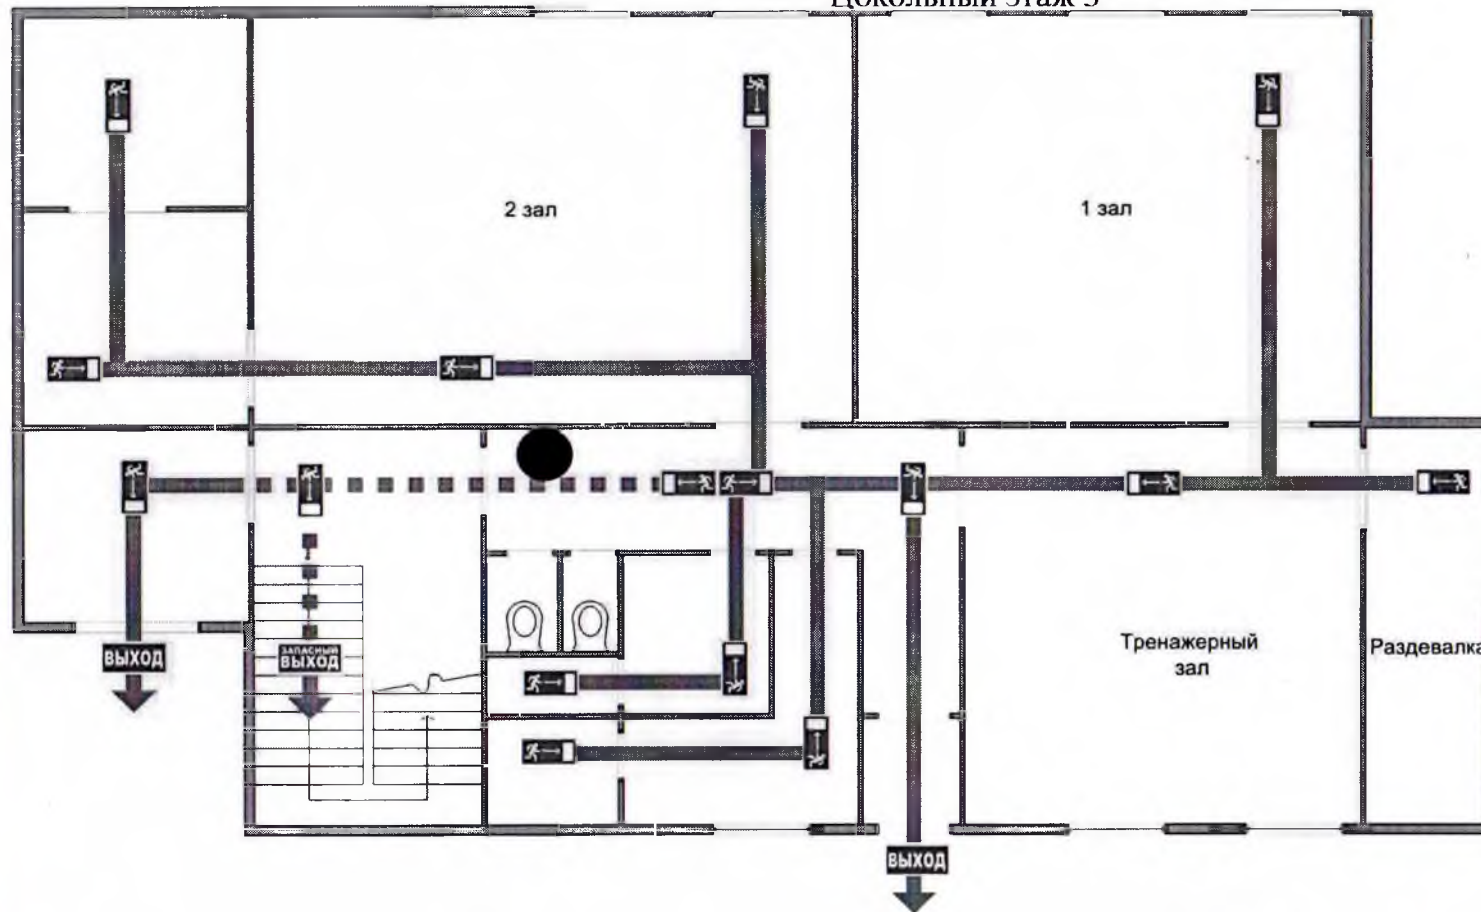 Цокольный этаж 3
2 зал
1 зал
ВЫХОД
ЗАПАСНЫЙ
ВЫХОД
Тренажерный
зал
Раздевалка
ВЫХОД